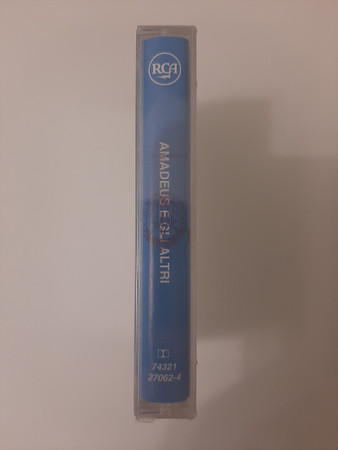 RCA
AMADEUS E GLI ALTRI
74321
27062-4